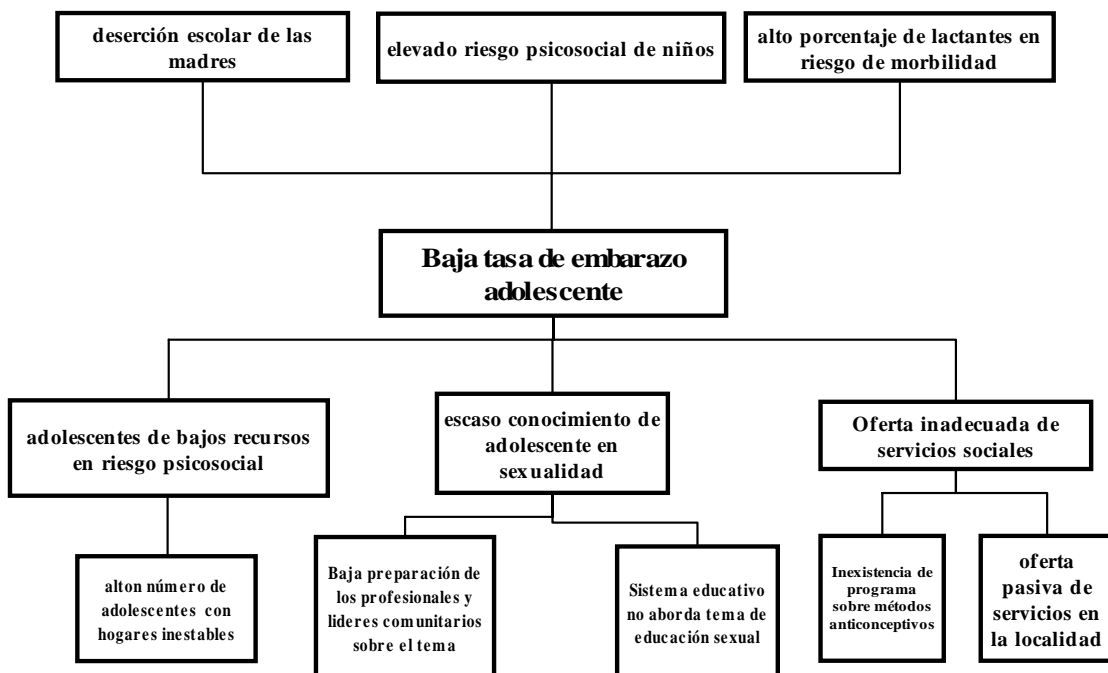 deserción escolar de las
madres
elevado riesgo psicosocial de niños
alto porcentaje de lactantes en
riesgo de morbilidad
Baja tasa de embarazo
adolescente
adolescentes de bajos recursos
en riesgo psicosocial
escaso conocimiento de
adolescente en
sexualidad
Oferta inadecuada de
servicios sociales
alton número de
adolescentes con
hogares inestables
Baja preparación de
los profesionales y
lideres comunitarios
sobre el tema
Sistema educativo
no aborda tema de
educación sexual
Inexistencia de
programa
sobre métodos
anticonceptivos
oferta
pasiva de
servicios en
la localidad